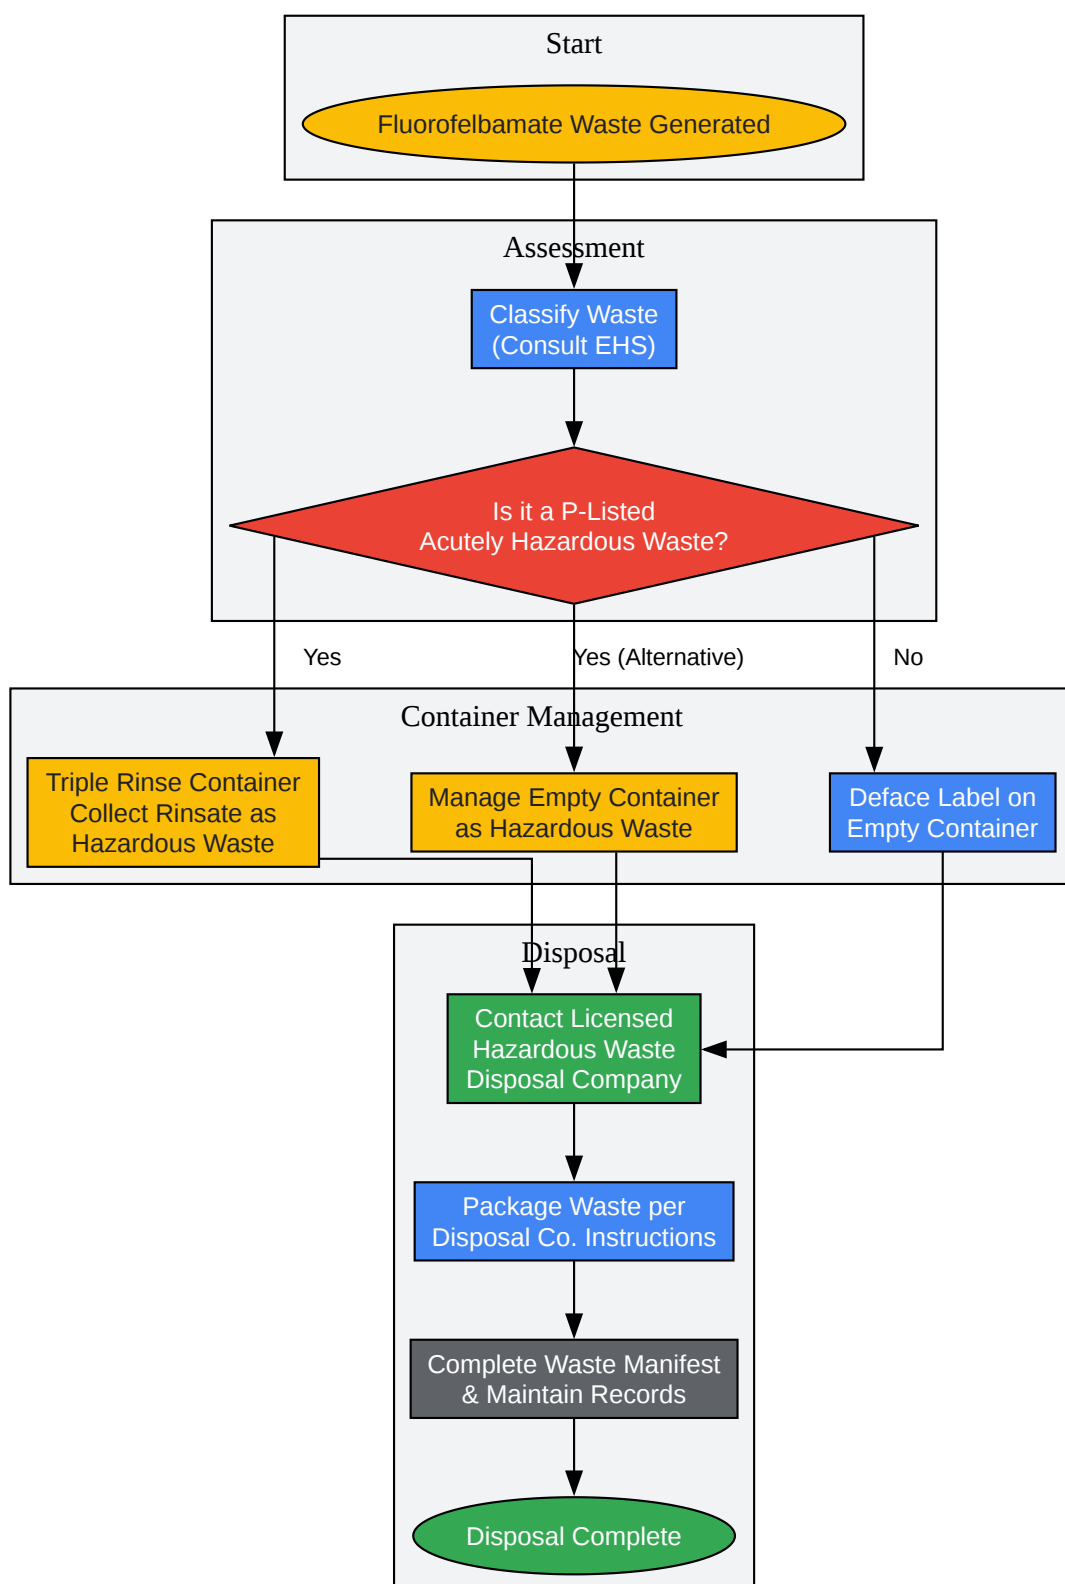 Start
Fluorofelbamate Waste Generated
Assessment
Classify Waste
(Consult EHS)
Is it a P-Listed
Acutely Hazardous Waste?
Yes
Yes (Alternative)
No
Container Management
Triple Rinse Container
Collect Rinsate as
Hazardous Waste
Manage Empty Container
as Hazardous Waste
Deface Label on
Empty Container
Disposal
Contact Licensed
Hazardous Waste
Disposal Company
Package Waste per
Disposal Co. Instructions
Complete Waste Manifest
& Maintain Records
Disposal Complete